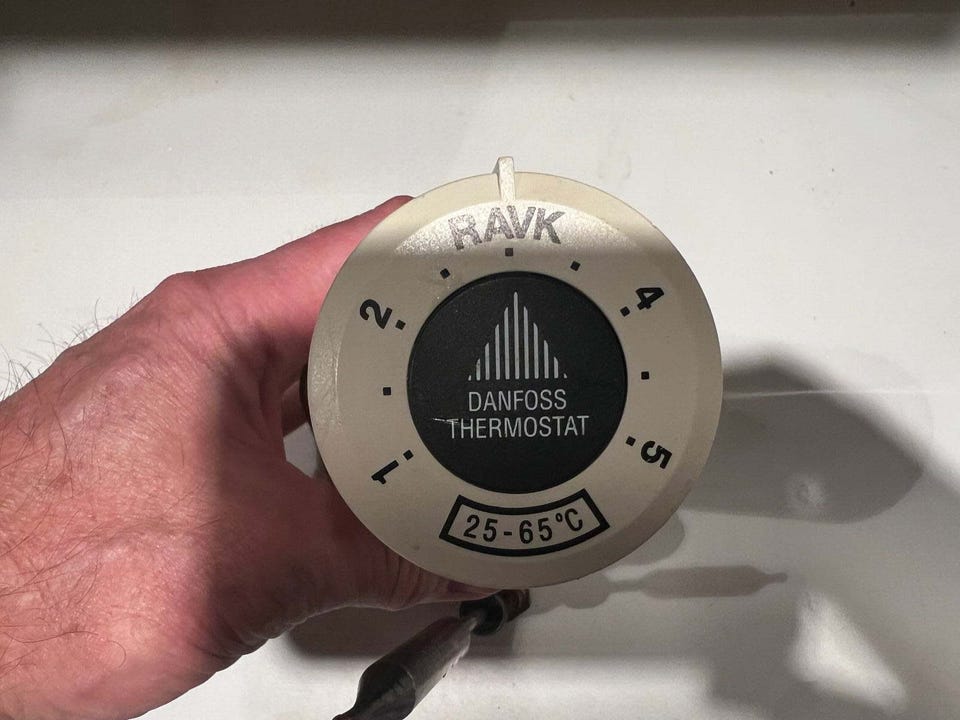 RAVK
2
4
1
5
DANFOSS
THERMOSTAT
25-65°C